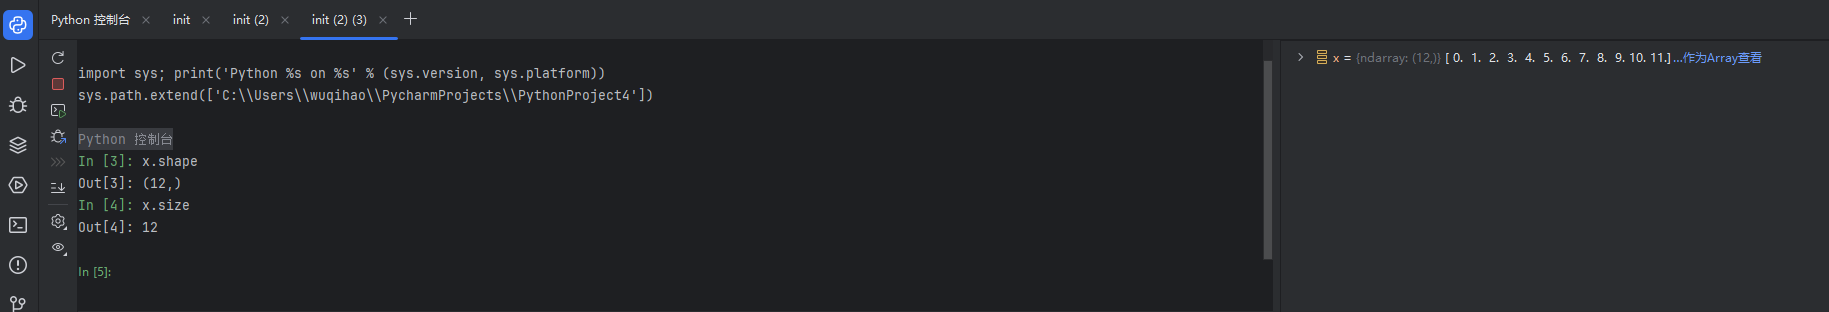 Python 控制台 × init × init (2) × init (2) (3) × +
import sys; print('Python %s on %s' % (sys.version, sys.platform))
sys.path.extend(['C:\\Users\\wuqihao\\PycharmProjects\\PythonProject4'])
Python 控制台
In [3]: x.shape
Out[3]: (12,)
In [4]: x.size
Out[4]: 12
In [5]:
x = {ndarray: (12,)} [ 0. 1. 2. 3. 4. 5. 6. 7. 8. 9. 10. 11.]...作为Array查看